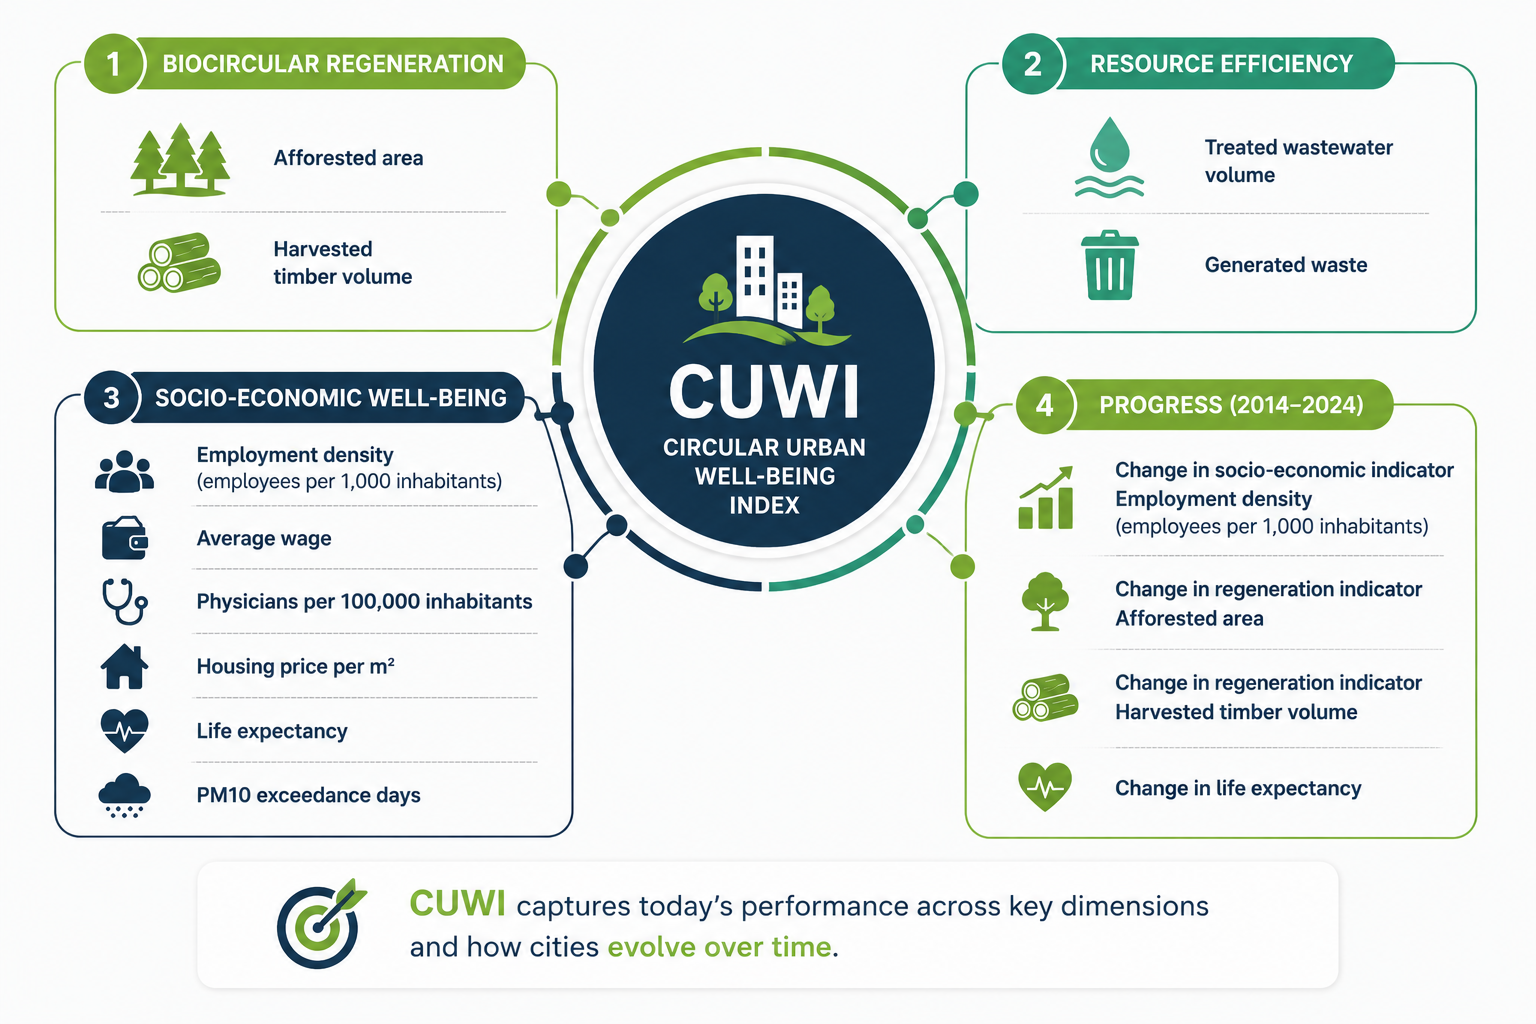 1 BIOCIRCULAR REGENERATION
Afforested area
Harvested
timber volume
2 RESOURCE EFFICIENCY
Treated wastewater
volume
Generated waste
CUWI
CIRCULAR URBAN
WELL-BEING
INDEX
3 SOCIO-ECONOMIC WELL-BEING
Employment density
(employees per 1,000 inhabitants)
Average wage
Physicians per 100,000 inhabitants
Housing price per m²
Life expectancy
PM10 exceedance days
4 PROGRESS (2014–2024)
Change in socio-economic indicator
Employment density
(employees per 1,000 inhabitants)
Change in regeneration indicator
Afforested area
Change in regeneration indicator
Harvested timber volume
Change in life expectancy
CUWI captures today's performance across key dimensions
and how cities evolve over time.